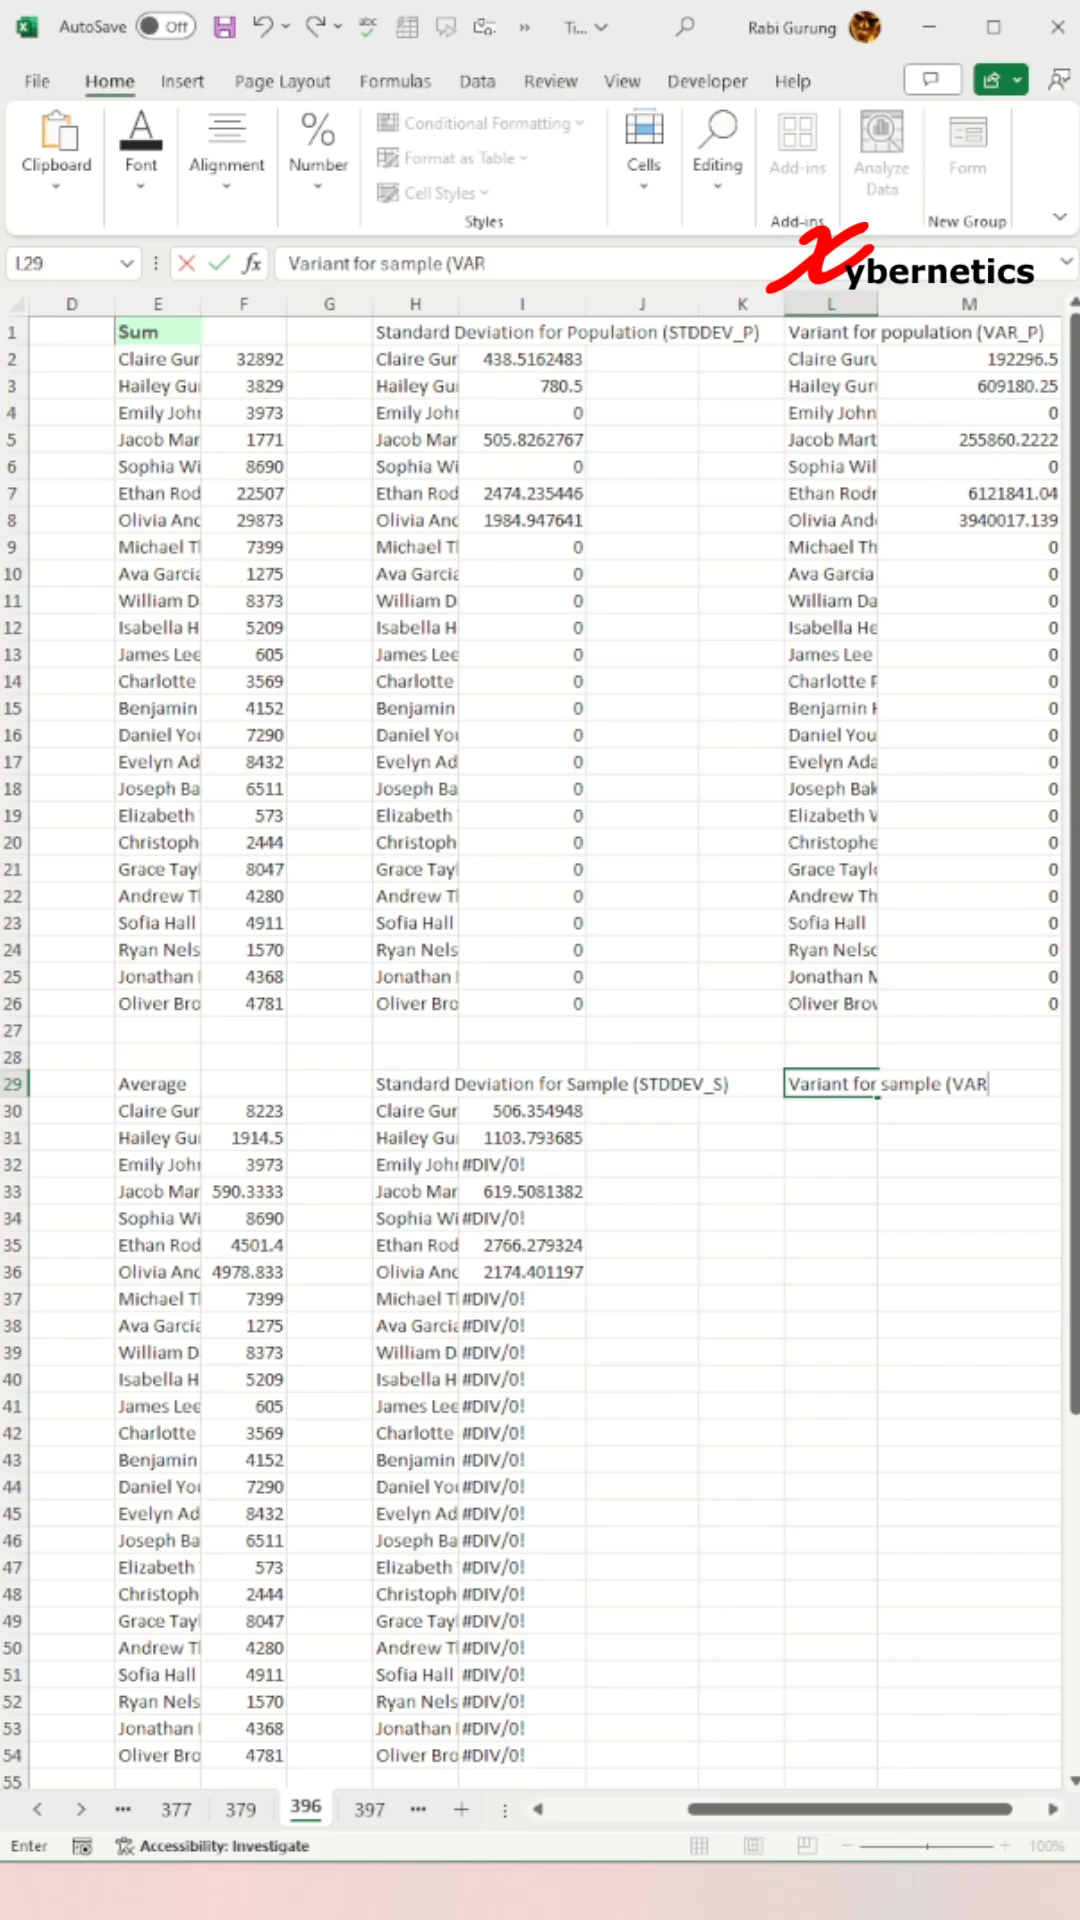 AutoSave Off abc » Ti... Rabi Gurung
File Home Insert Page Layout Formulas Data Review View Developer Help
Clipboard Font Alignment Number Conditional Formatting Format as Table Cell Styles Cells Editing Add-ins Analyze Data Form
Styles Add-ins New Group
L29 fx Variant for sample (VAR
Xybernetics
D E F G H I J K L M
1 Sum Standard Deviation for Population (STDDEV_P) Variant for population (VAR_P)
2 Claire Gur 32892 Claire Gur 438.5162483 Claire Guru 192296.5
3 Hailey Gu 3829 Hailey Gu 780.5 Hailey Gur 609180.25
4 Emily John 3973 Emily John 0 Emily John 0
5 Jacob Mar 1771 Jacob Mar 505.8262767 Jacob Mart 255860.2222
6 Sophia Wi 8690 Sophia Wi 0 Sophia Wil 0
7 Ethan Rod 22507 Ethan Rod 2474.235446 Ethan Rodr 6121841.04
8 Olivia Anc 29873 Olivia Anc 1984.947641 Olivia And 3940017.139
9 Michael T 7399 Michael T 0 Michael Th 0
10 Ava Garcia 1275 Ava Garcia 0 Ava Garcia 0
11 William D 8373 William D 0 William Da 0
12 Isabella H 5209 Isabella H 0 Isabella He 0
13 James Lee 605 James Lee 0 James Lee 0
14 Charlotte 3569 Charlotte 0 Charlotte P 0
15 Benjamin 4152 Benjamin 0 Benjamin H 0
16 Daniel You 7290 Daniel You 0 Daniel You 0
17 Evelyn Ad 8432 Evelyn Ad 0 Evelyn Ada 0
18 Joseph Ba 6511 Joseph Ba 0 Joseph Bak 0
19 Elizabeth 573 Elizabeth 0 Elizabeth W 0
20 Christoph 2444 Christoph 0 Christophe 0
21 Grace Tayl 8047 Grace Tayl 0 Grace Taylo 0
22 Andrew T 4280 Andrew T 0 Andrew Th 0
23 Sofia Hall 4911 Sofia Hall 0 Sofia Hall 0
24 Ryan Nels 1570 Ryan Nels 0 Ryan Nelso 0
25 Jonathan 4368 Jonathan 0 Jonathan M 0
26 Oliver Bro 4781 Oliver Bro 0 Oliver Brow 0
27
28
29 Average Standard Deviation for Sample (STDDEV_S) Variant for sample (VAR
30 Claire Gur 8223 Claire Gur 506.354948
31 Hailey Gu 1914.5 Hailey Gu 1103.793685
32 Emily John 3973 Emily John #DIV/0!
33 Jacob Mar 590.3333 Jacob Mar 619.5081382
34 Sophia Wi 8690 Sophia Wi #DIV/0!
35 Ethan Rod 4501.4 Ethan Rod 2766.279324
36 Olivia Anc 4978.833 Olivia Anc 2174.401197
37 Michael T 7399 Michael T #DIV/0!
38 Ava Garcia 1275 Ava Garcia #DIV/0!
39 William D 8373 William D #DIV/0!
40 Isabella H 5209 Isabella H #DIV/0!
41 James Lee 605 James Lee #DIV/0!
42 Charlotte 3569 Charlotte #DIV/0!
43 Benjamin 4152 Benjamin #DIV/0!
44 Daniel You 7290 Daniel You #DIV/0!
45 Evelyn Ad 8432 Evelyn Ad #DIV/0!
46 Joseph Ba 6511 Joseph Ba #DIV/0!
47 Elizabeth 573 Elizabeth #DIV/0!
48 Christoph 2444 Christoph #DIV/0!
49 Grace Tayl 8047 Grace Tayl #DIV/0!
50 Andrew T 4280 Andrew T #DIV/0!
51 Sofia Hall 4911 Sofia Hall #DIV/0!
52 Ryan Nels 1570 Ryan Nels #DIV/0!
53 Jonathan 4368 Jonathan #DIV/0!
54 Oliver Bro 4781 Oliver Bro #DIV/0!
55
... 377 379 396 397 ...
Enter Accessibility: Investigate 100%